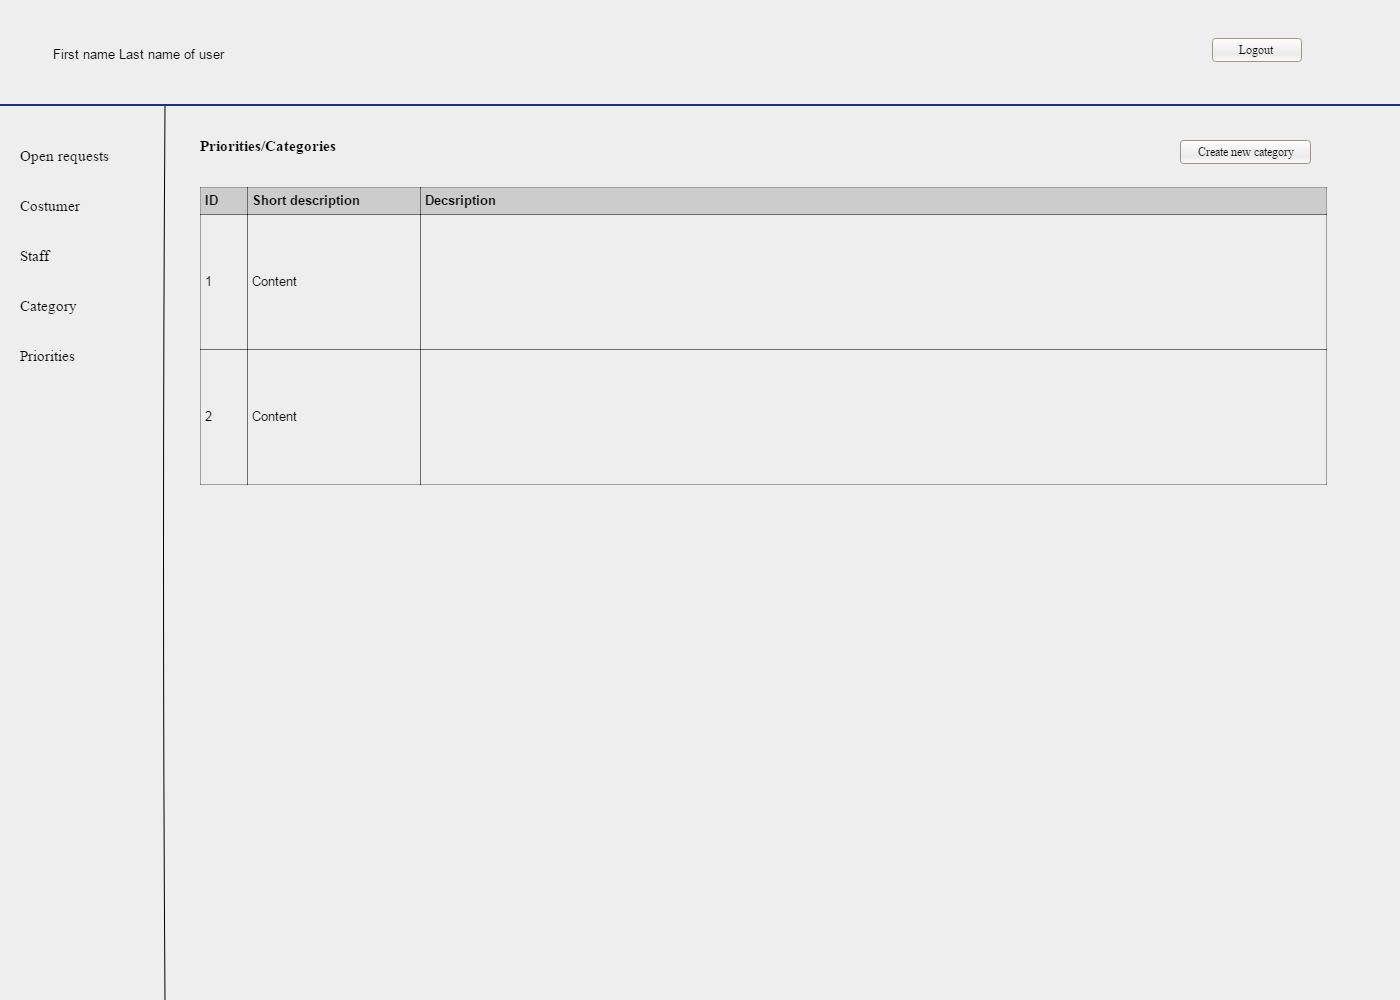 First name Last name of user
Logout
Open requests
Costumer
Staff
Category
Priorities
Priorities/Categories
Create new category
ID Short description Decsription
1 Content
2 Content